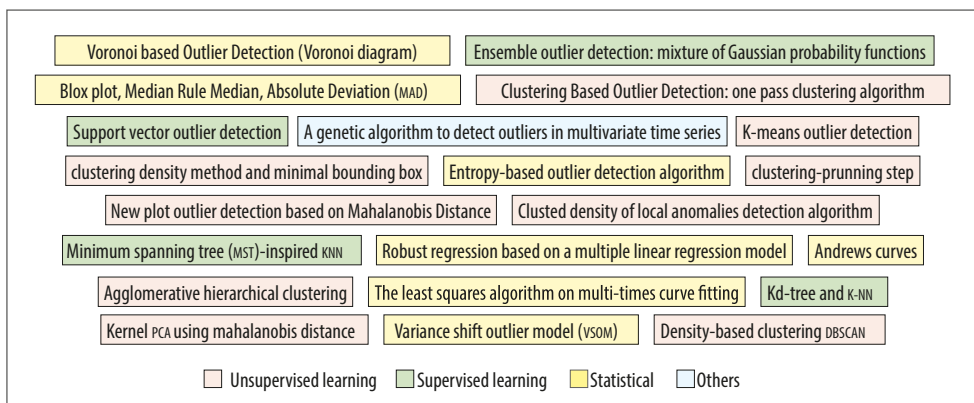 Voronoi based Outlier Detection (Voronoi diagram) Ensemble outlier detection: mixture of Gaussian probability functions
Blox plot, Median Rule Median, Absolute Deviation (MAD) Clustering Based Outlier Detection: one pass clustering algorithm
Support vector outlier detection A genetic algorithm to detect outliers in multivariate time series K-means outlier detection
clustering density method and minimal bounding box Entropy-based outlier detection algorithm clustering-prunning step
New plot outlier detection based on Mahalanobis Distance Clusted density of local anomalies detection algorithm
Minimum spanning tree (MST)-inspired KNN Robust regression based on a multiple linear regression model Andrews curves
Agglomerative hierarchical clustering The least squares algorithm on multi-times curve fitting Kd-tree and K-NN
Kernel PCA using mahalanobis distance Variance shift outlier model (VSOM) Density-based clustering DBSCAN
Unsupervised learning Supervised learning Statistical Others